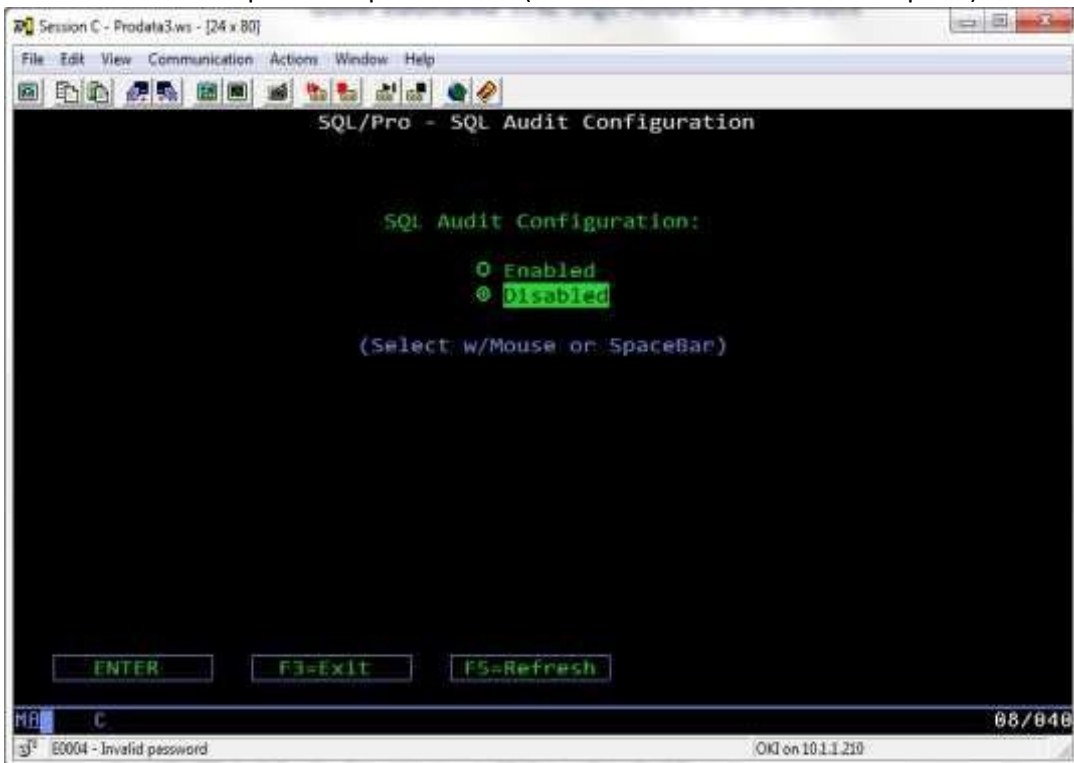 Session C - Prodata3.ws - [24 x 80]
File Edit View Communication Actions Window Help
SQL/Pro - SQL Audit Configuration
SQL Audit Configuration:
Enabled
Disabled
(Select w/Mouse or SpaceBar)
ENTER F3=Exit F5=Refresh
MA C 08/040
E0004 - Invalid password OKI on 10.1.1.210